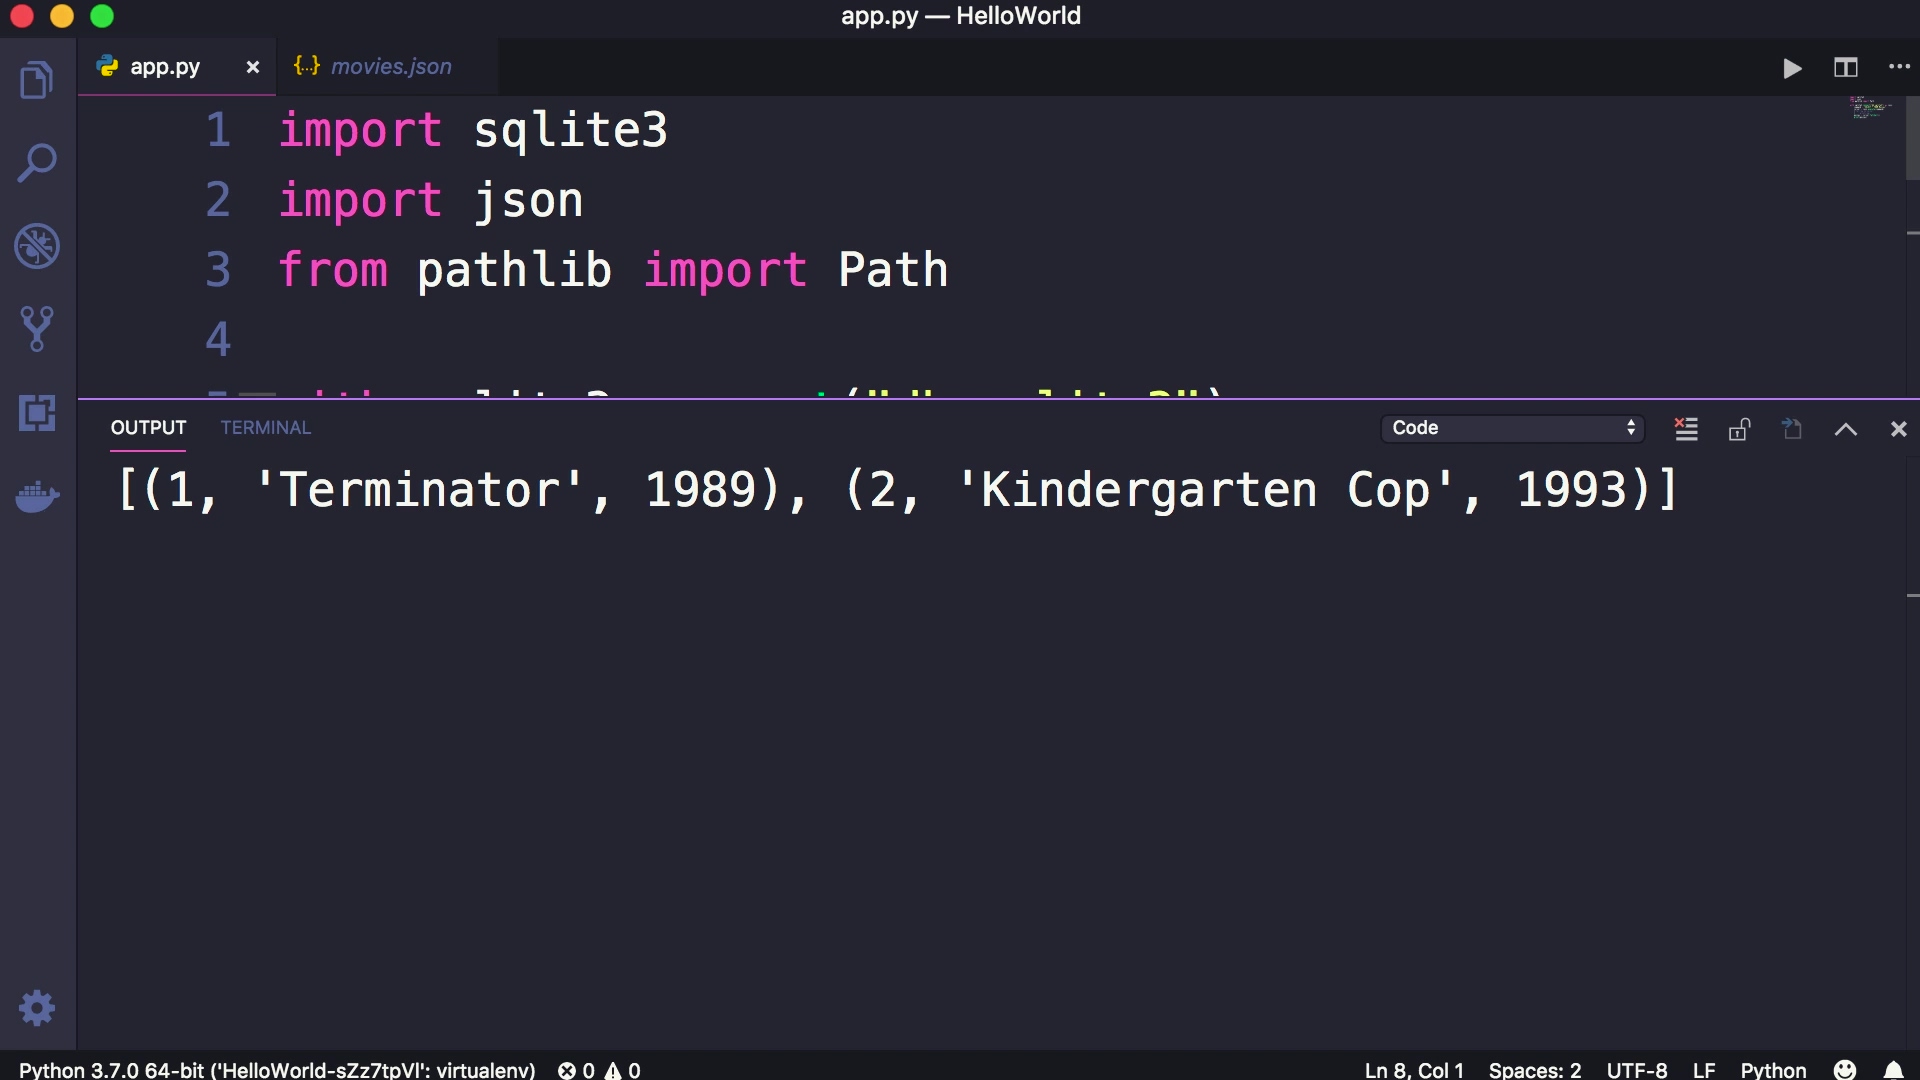 app.py — HelloWorld
app.py
{..} movies.json
1 import sqlite3
2 import json
3 from pathlib import Path
4
OUTPUT TERMINAL Code
[(1, 'Terminator', 1989), (2, 'Kindergarten Cop', 1993)]
Python 3.7.0 64-bit ('HelloWorld-sZz7tpVl': virtualenv) 0 0 Ln 8, Col 1 Spaces: 2 UTF-8 LF Python